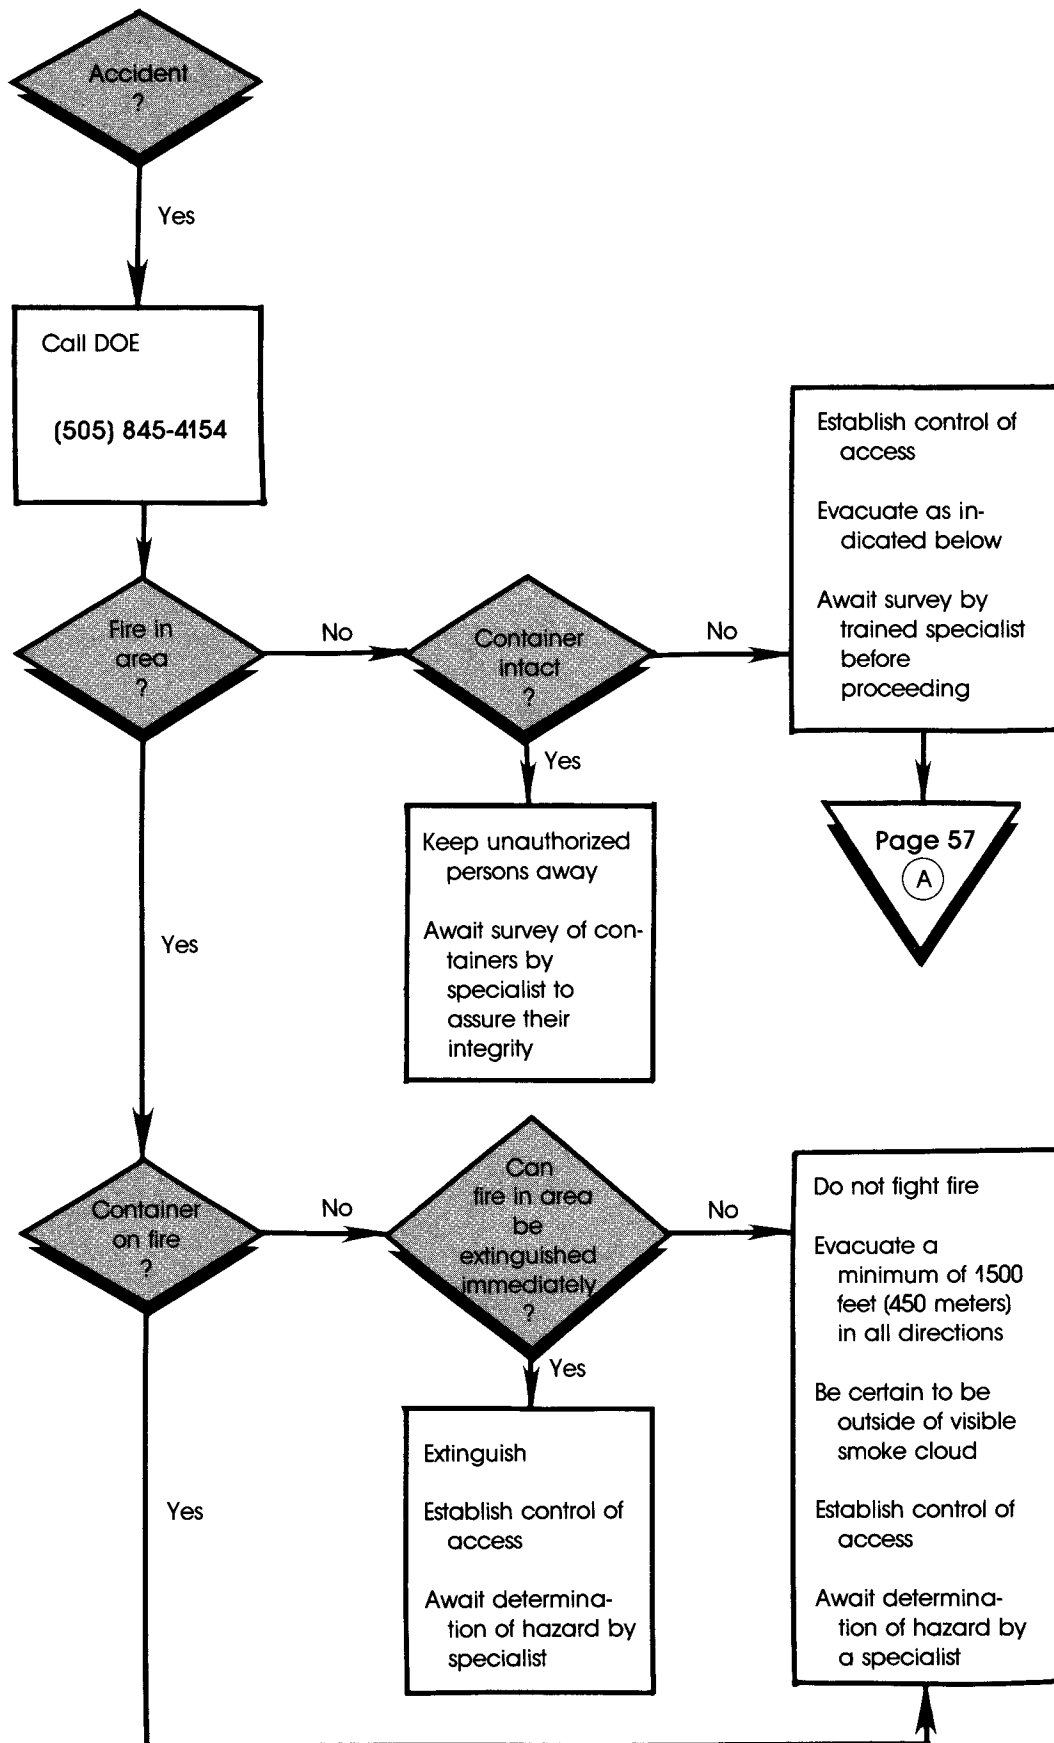 Accident
?
Yes
Call DOE
(505) 845-4154
Fire in
area
?
No
Container
intact
?
No
Establish control of
access
Evacuate as in-
dicated below
Await survey by
trained specialist
before
proceeding
Page 57
A
Yes
Keep unauthorized
persons away
Await survey of con-
tainers by
specialist to
assure their
integrity
Yes
Container
on fire
?
No
Can
fire in area
be
extinguished
immediately
?
No
Do not fight fire
Evacuate a
minimum of 1500
feet (450 meters)
in all directions
Be certain to be
outside of visible
smoke cloud
Establish control of
access
Await determina-
tion of hazard by
a specialist
Yes
Extinguish
Establish control of
access
Await determina-
tion of hazard by
specialist
Yes